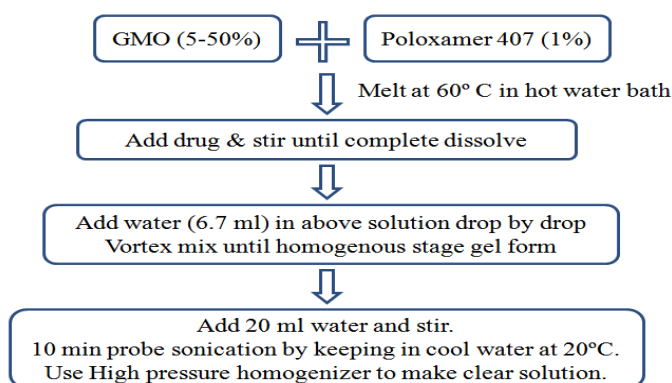 GMO (5-50%)
Poloxamer 407 (1%)
Melt at 60º C in hot water bath
Add drug & stir until complete dissolve
Add water (6.7 ml) in above solution drop by drop
Vortex mix until homogenous stage gel form
Add 20 ml water and stir.
10 min probe sonication by keeping in cool water at 20ºC.
Use High pressure homogenizer to make clear solution.